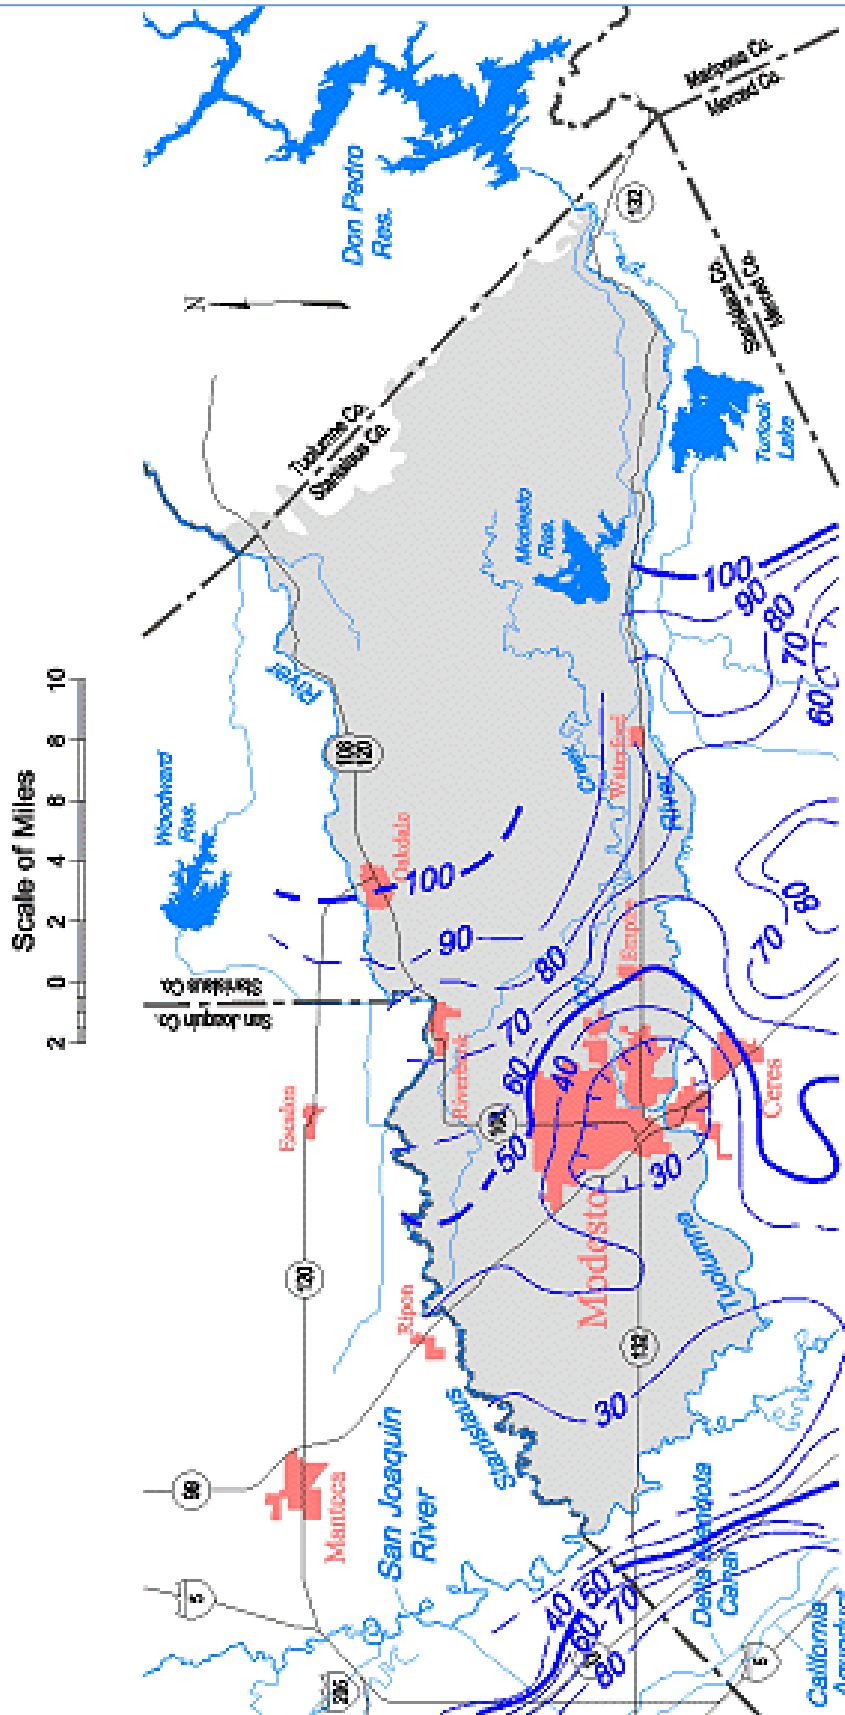 Scale of Miles
2 0 2 4 6 8 10
N
Woodward
Res.
Don Pedro
Res.
Modesto
Res.
Turlock
Lake
Mariposa Co.
Merced Co.
Stanislaus Co.
Merced Co.
Tuolumne Co.
Stanislaus Co.
San Joaquin Co.
Stanislaus Co.
River
Creek
River
Stanislaus
Tuolumne
San Joaquin
River
Delta Mendota
Canal
California
Manteca
Escalon
Ripon
Riverbank
Oakdale
Modesto
Empire
Waterford
Ceres
5
99
120
205
108
108
120
132
132
5
100
90
80
70
60
50
40
30
30
40
50
60
70
80
100
90
80
70
60
80
70